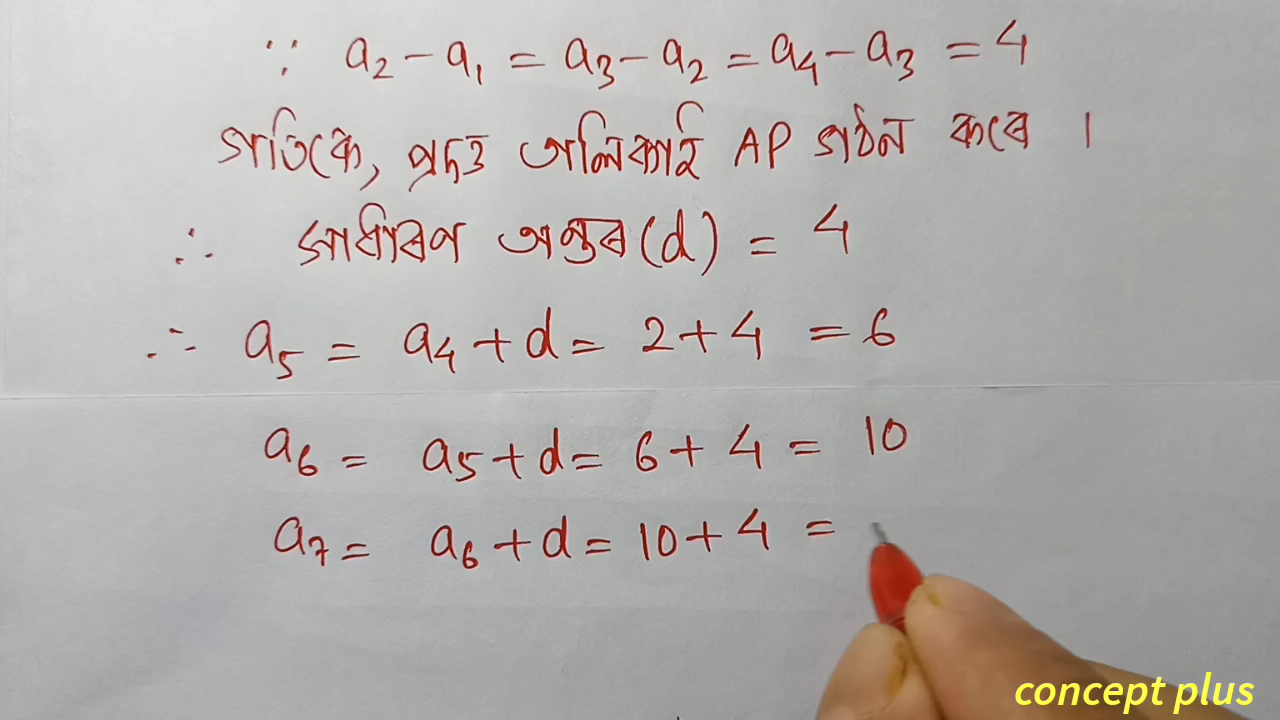 ∵ a₂ − a₁ = a₃ − a₂ = a₄ − a₃ = 4
গতিকে, প্ৰদত্ত তালিকাই AP গঠন কৰে ।
∴ সাধাৰণ অন্তৰ (d) = 4
∴ a₅ = a₄ + d = 2 + 4 = 6
a₆ = a₅ + d = 6 + 4 = 10
a₇ = a₆ + d = 10 + 4 =
concept plus